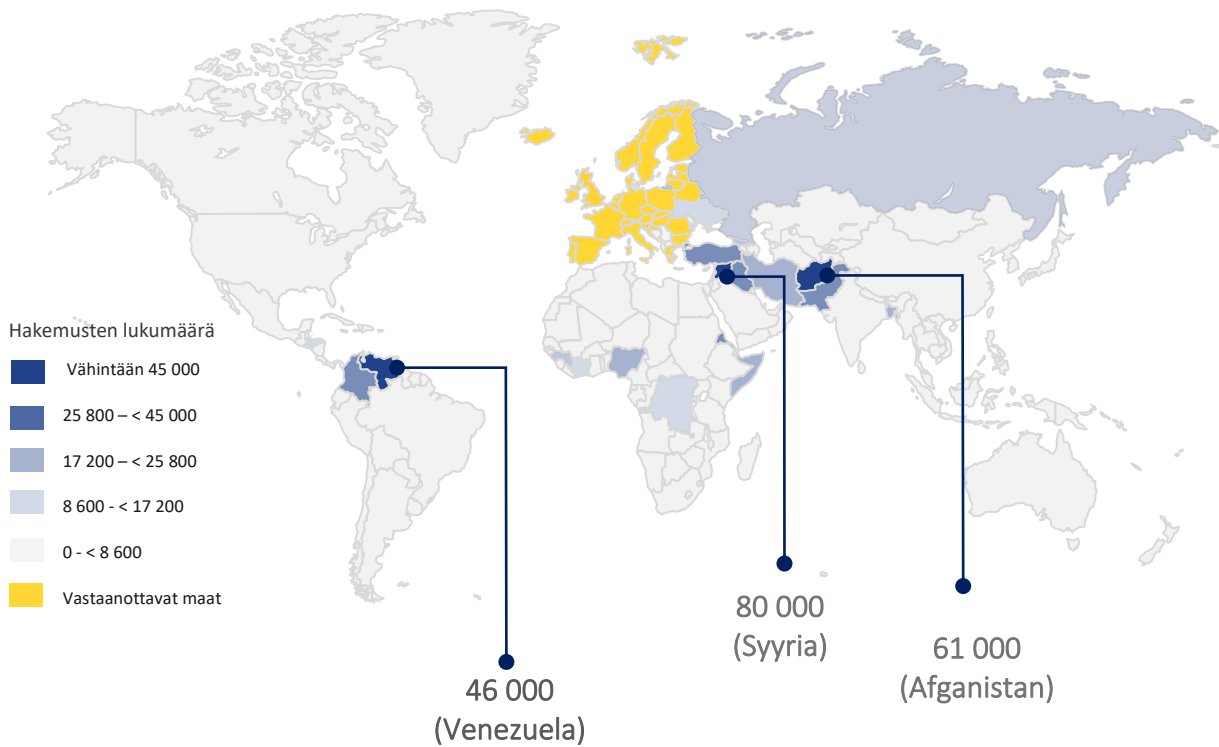 Hakemusten lukumäärä
Vähintään 45 000
25 800 – < 45 000
17 200 – < 25 800
8 600 - < 17 200
0 - < 8 600
Vastaanottavat maat
80 000
(Syyria)
61 000
(Afganistan)
46 000
(Venezuela)